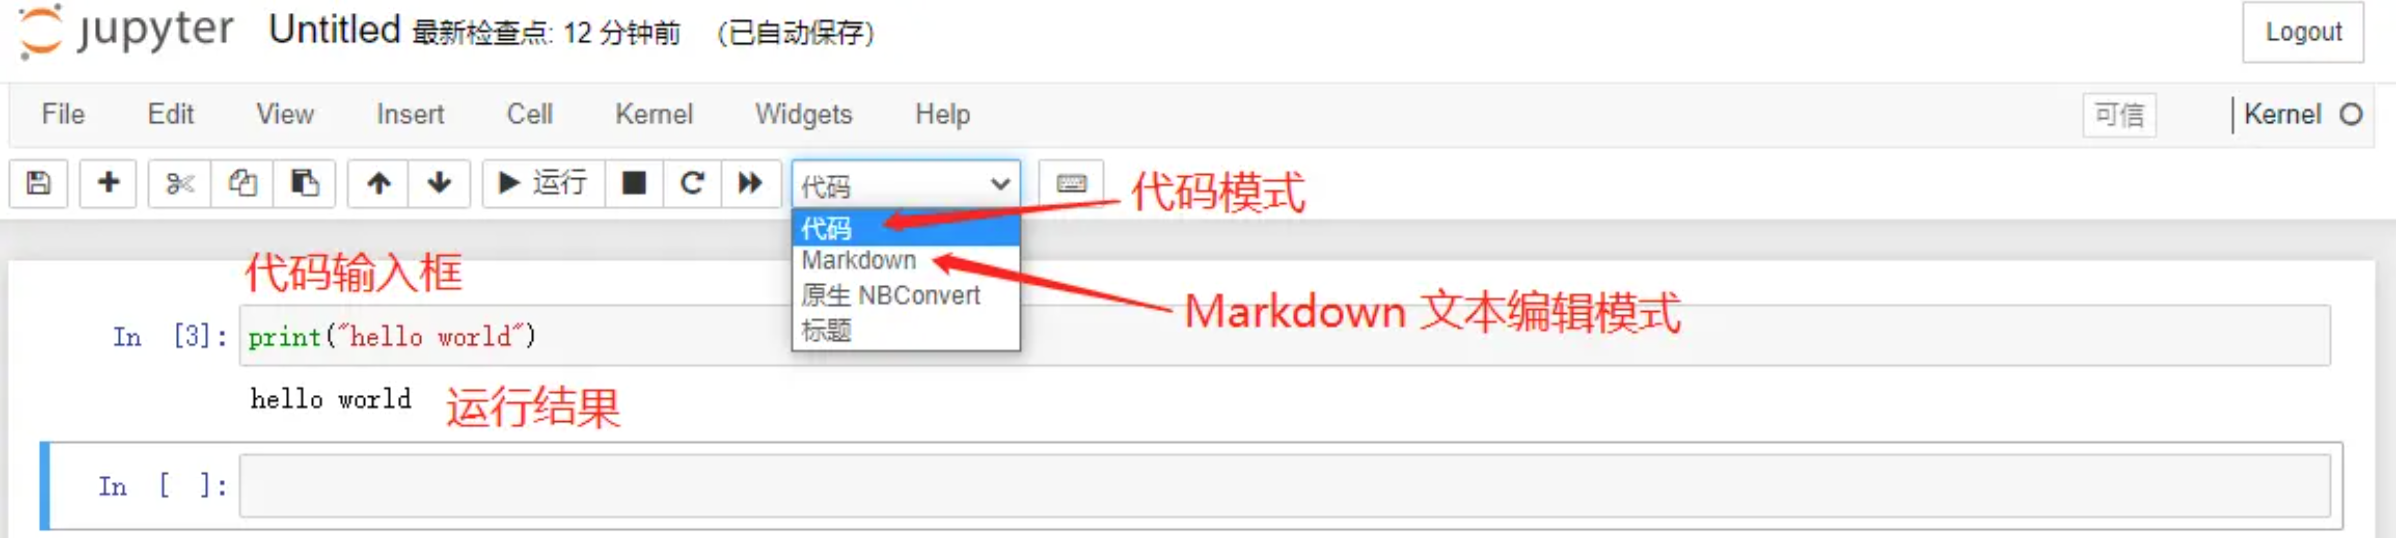 jupyter Untitled 最新检查点: 12 分钟前 (已自动保存) Logout
File Edit View Insert Cell Kernel Widgets Help 可信 Kernel
运行 代码
代码模式
代码
Markdown
原生 NBConvert
标题
Markdown 文本编辑模式
代码输入框
In [3]: print("hello world")
hello world 运行结果
In [ ]: